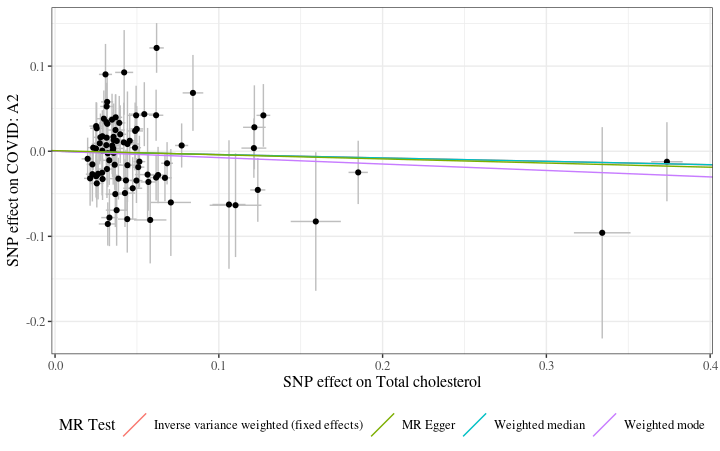 SNP effect on COVID: A2
0.1
0.0
-0.1
-0.2
0.0 0.1 0.2 0.3 0.4
SNP effect on Total cholesterol
MR Test Inverse variance weighted (fixed effects) MR Egger Weighted median Weighted mode